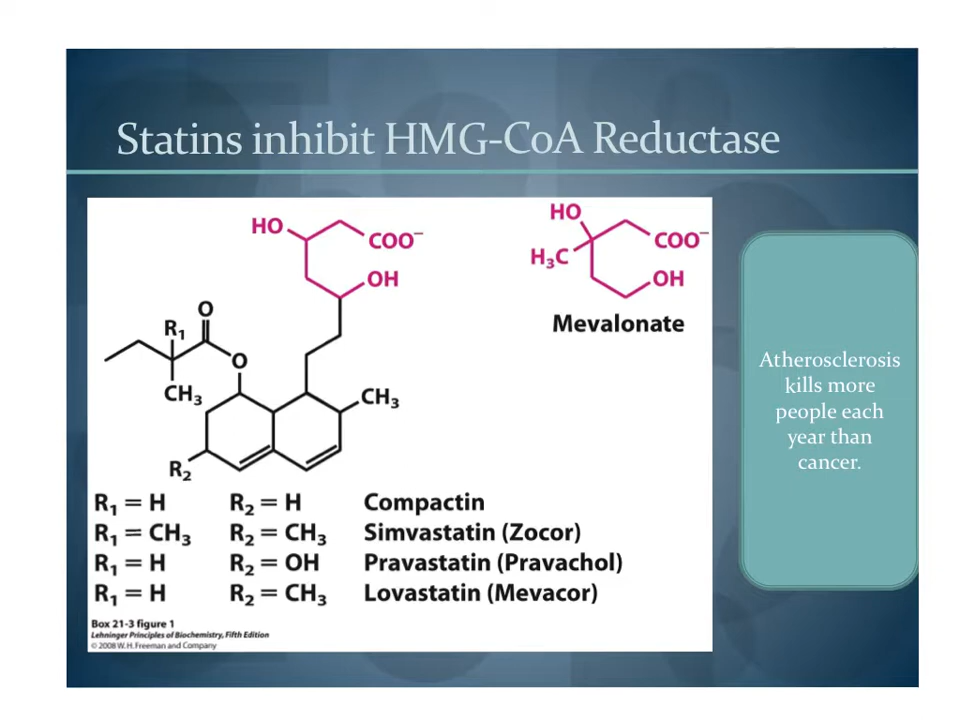 Statins inhibit HMG-CoA Reductase
HO
COO⁻
OH
O
R₁
O
CH₃
CH₃
R₂
HO
COO⁻
H₃C
OH
Mevalonate
R₁ = H R₂ = H Compactin
R₁ = CH₃ R₂ = CH₃ Simvastatin (Zocor)
R₁ = H R₂ = OH Pravastatin (Pravachol)
R₁ = H R₂ = CH₃ Lovastatin (Mevacor)
Box 21-3 figure 1
Lehninger Principles of Biochemistry, Fifth Edition
© 2008 W. H. Freeman and Company
Atherosclerosis
kills more
people each
year than
cancer.